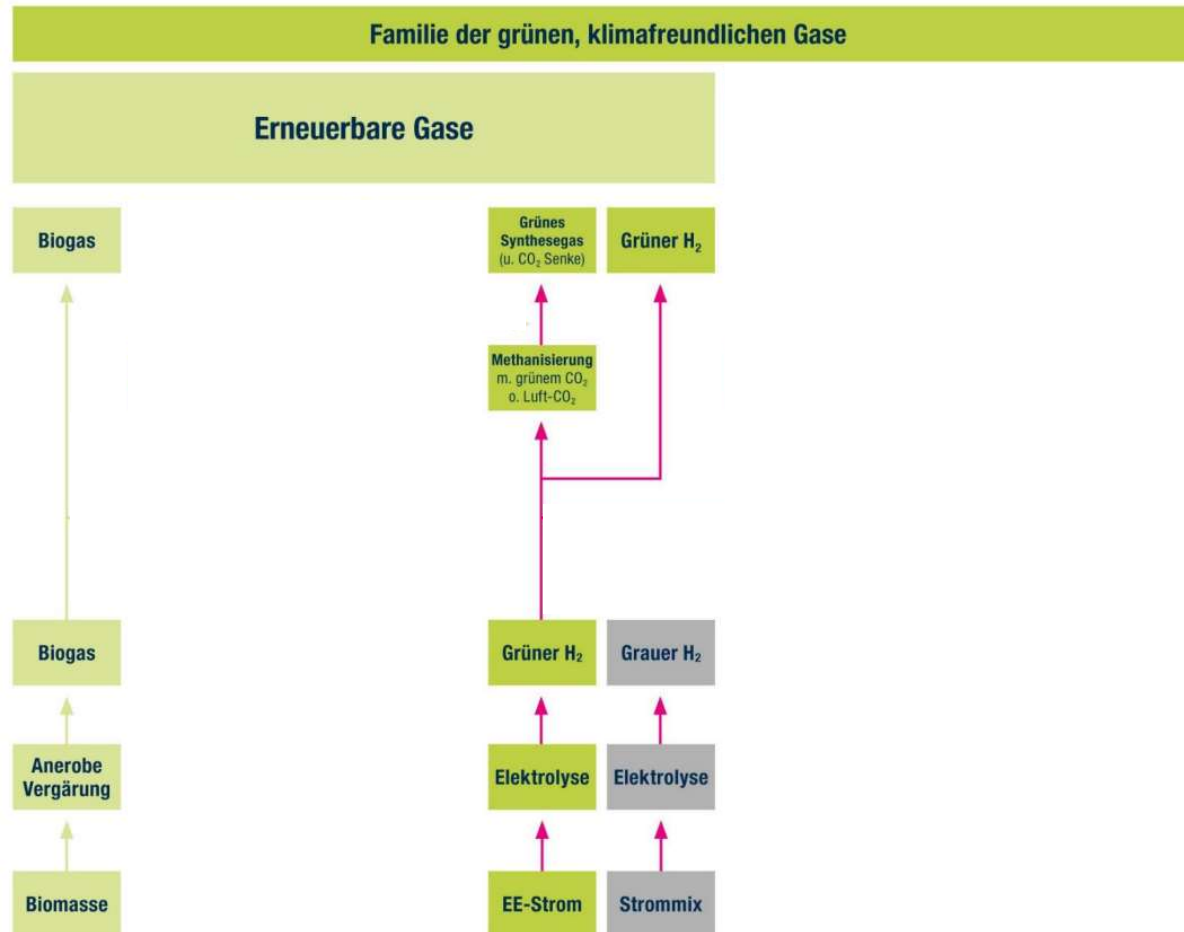 Familie der grünen, klimafreundlichen Gase
Erneuerbare Gase
Biogas
Grünes
Synthesegas
(u. CO₂ Senke)
Grüner H₂
Methanisierung
m. grünem CO₂
o. Luft-CO₂
Biogas
Grüner H₂
Grauer H₂
Anerobe
Vergärung
Elektrolyse
Elektrolyse
Biomasse
EE-Strom
Strommix